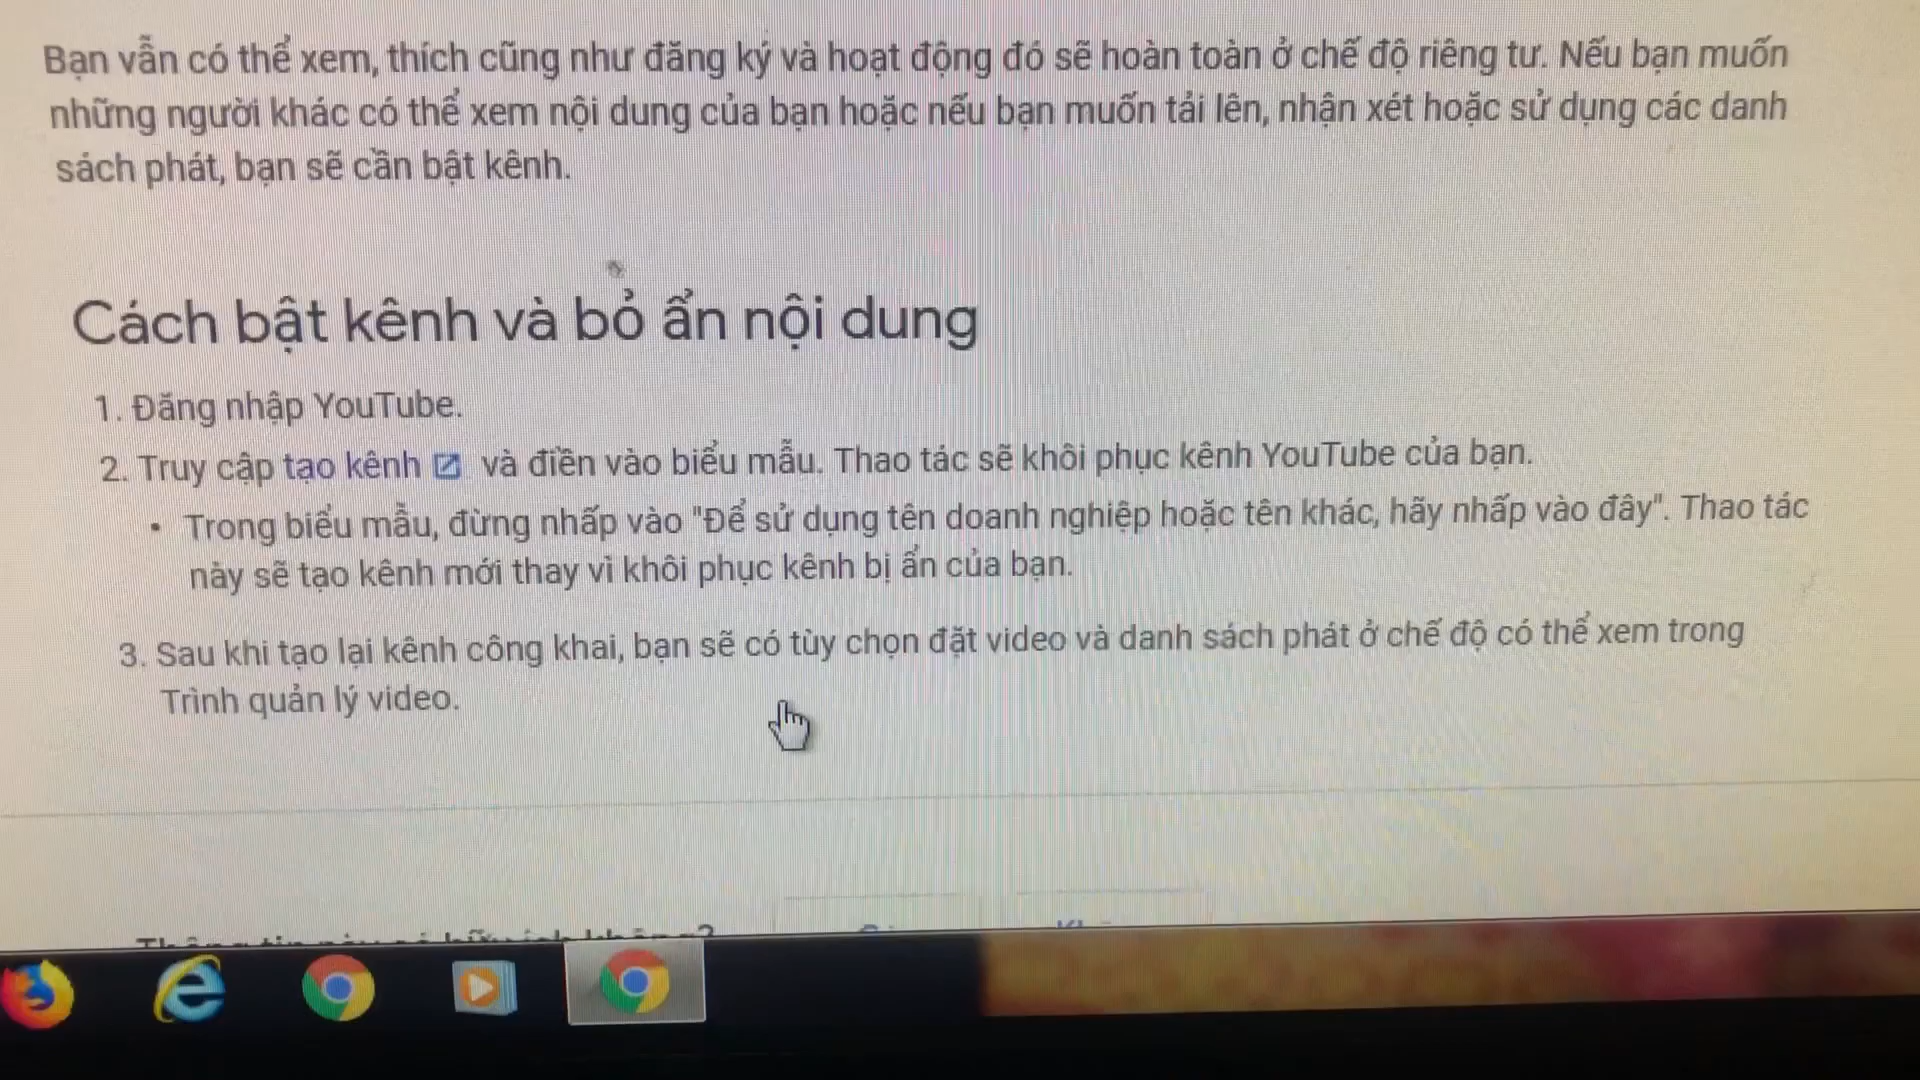 Bạn vẫn có thể xem, thích cũng như đăng ký và hoạt động đó sẽ hoàn toàn ở chế độ riêng tư. Nếu bạn muốn
những người khác có thể xem nội dung của bạn hoặc nếu bạn muốn tải lên, nhận xét hoặc sử dụng các danh
sách phát, bạn sẽ cần bật kênh.
Cách bật kênh và bỏ ẩn nội dung
1. Đăng nhập YouTube.
2. Truy cập tạo kênh và điền vào biểu mẫu. Thao tác sẽ khôi phục kênh YouTube của bạn.
• Trong biểu mẫu, đừng nhấp vào "Để sử dụng tên doanh nghiệp hoặc tên khác, hãy nhấp vào đây". Thao tác
này sẽ tạo kênh mới thay vì khôi phục kênh bị ẩn của bạn.
3. Sau khi tạo lại kênh công khai, bạn sẽ có tùy chọn đặt video và danh sách phát ở chế độ có thể xem trong
Trình quản lý video.